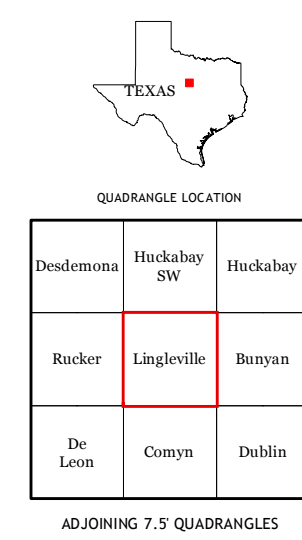 TEXAS
QUADRANGLE LOCATION
Desdemona
Huckabay
SW
Huckabay
Rucker
Lingleville
Bunyan
De
Leon
Comyn
Dublin
ADJOINING 7.5' QUADRANGLES